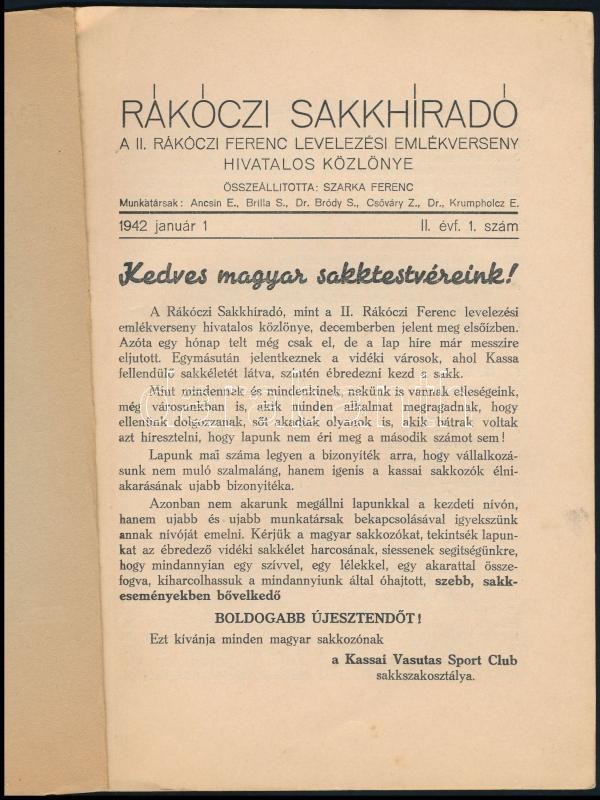 RÁKÓCZI SAKKHÍRADÓ
A II. RÁKÓCZI FERENC LEVELEZÉSI EMLÉKVERSENY
HIVATALOS KÖZLÖNYE
ÖSSZEÁLLITOTTA: SZARKA FERENC
Munkatársak: Ancsin E., Brilla S., Dr. Bródy S., Csőváry Z., Dr., Krumpholcz E.
1942 január 1 II. évf. 1. szám
Kedves magyar sakktestvéreink!
A Rákóczi Sakkhíradó, mint a II. Rákóczi Ferenc levelezési
emlékverseny hivatalos közlönye, decemberben jelent meg elsőízben.
Azóta egy hónap telt még csak el, de a lap híre már messzire
eljutott. Egymásután jelentkeznek a vidéki városok, ahol Kassa
fellendülő sakkéletét látva, szintén ébredezni kezd a sakk.
Mint mindennek és mindenkinek, nekünk is vannak elleségeink,
még városunkban is, akik minden alkalmat megragadnak, hogy
ellenünk dolgozzanak, sőt akadtak olyanok is, akik bátrak voltak
azt híresztelni, hogy lapunk nem éri meg a második számot sem!
Lapunk mai száma legyen a bizonyíték arra, hogy vállalkozá-
sunk nem muló szalmaláng, hanem igenis a kassai sakkozók élni-
akarásának ujabb bizonyitéka.
Azonban nem akarunk megállni lapunkkal a kezdeti nívón,
hanem ujabb és ujabb munkatársak bekapcsolásával igyekszünk
annak nívóját emelni. Kérjük a magyar sakkozókat, tekintsék lapun-
kat az ébredező vidéki sakkélet harcosának, siessenek segitségünkre,
hogy mindannyian egy szívvel, egy lélekkel, egy akarattal össze-
fogva, kiharcolhassuk a mindannyiunk által óhajtott, szebb, sakk-
eseményekben bővelkedő
BOLDOGABB ÚJESZTENDŐT!
Ezt kívánja minden magyar sakkozónak
a Kassai Vasutas Sport Club
sakkszakosztálya.